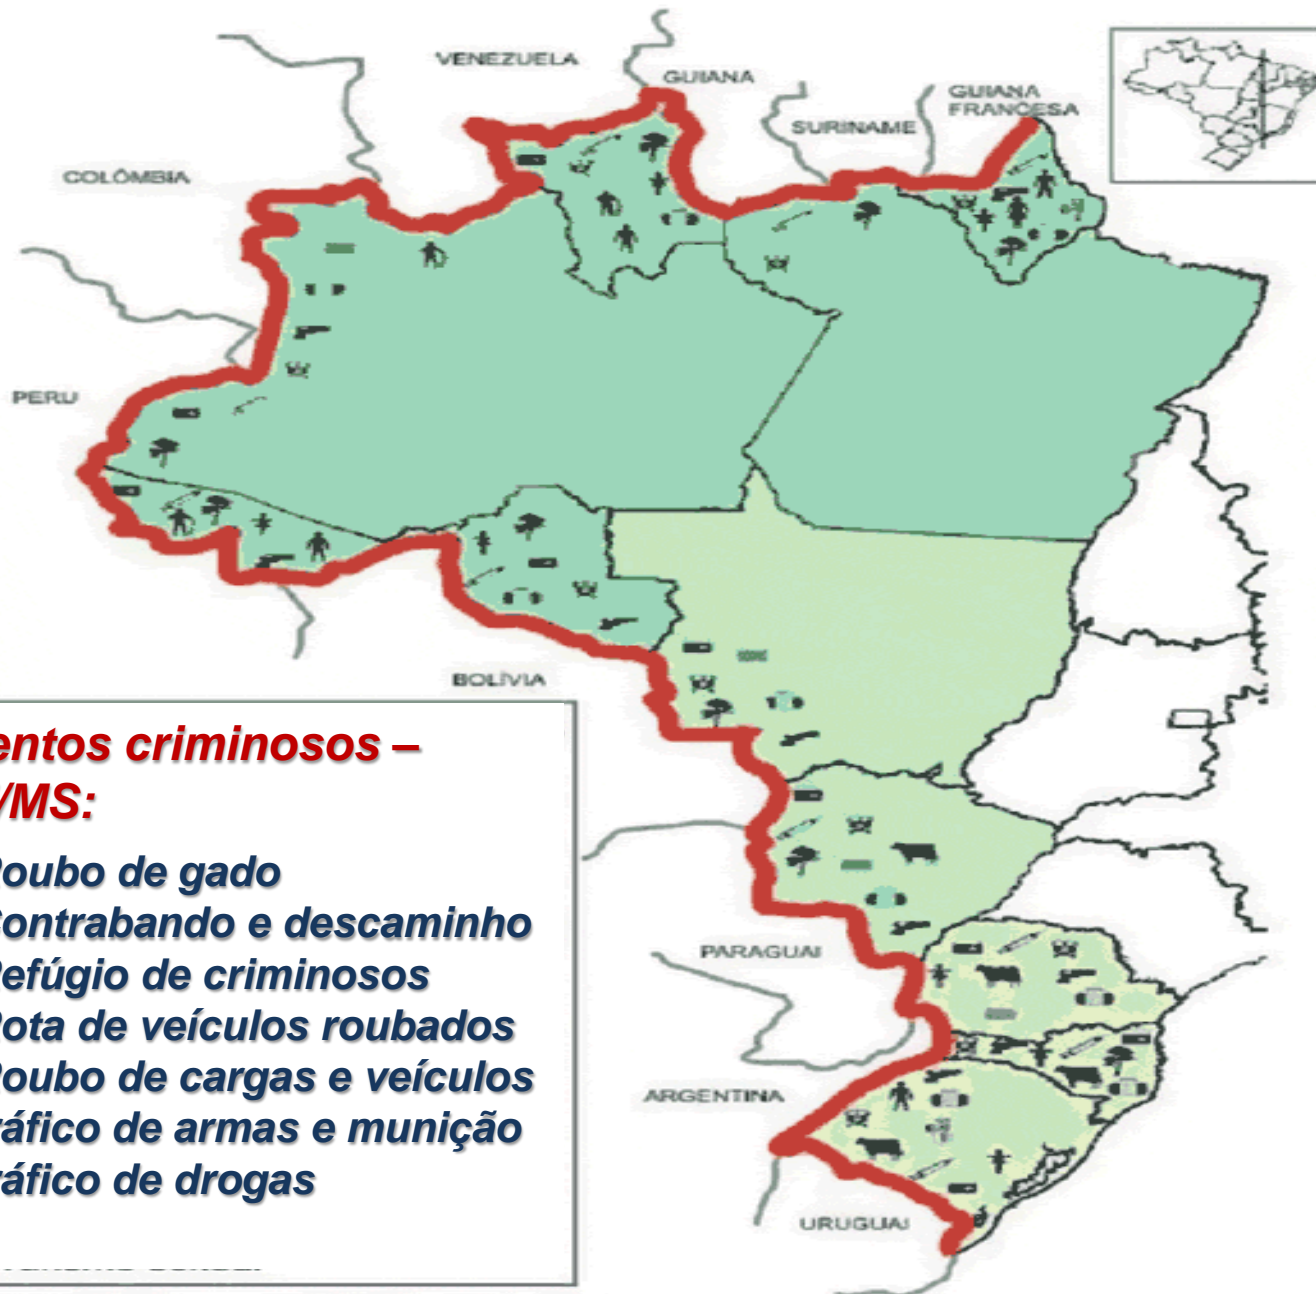 VENEZUELA
GUIANA
GUIANA
FRANCESA
SURINAME
COLÔMBIA
PERU
BOLÍVIA
entos criminosos –
/MS:
oubo de gado
ontrabando e descaminho
efúgio de criminosos
ota de veículos roubados
oubo de cargas e veículos
ráfico de armas e munição
ráfico de drogas
PARAGUAI
ARGENTINA
URUGUAI